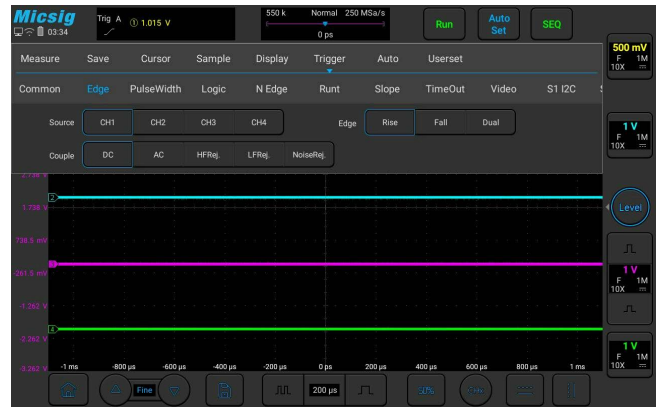 Micsig
03:34
Trig A ① 1.015 V
550 k Normal 250 MSa/s
0 ps
Run
Auto Set
SEQ
Measure Save Cursor Sample Display Trigger Auto Userset
Common Edge PulseWidth Logic N Edge Runt Slope TimeOut Video S1 I2C
Source CH1 CH2 CH3 CH4 Edge Rise Fall Dual
Couple DC AC HFRej. LFRej. NoiseRej.
500 mV
F 1M
10X
1 V
F 1M
10X
Level
1 V
F 1M
10X
1 V
F 1M
10X
2.738 V
2
1.738 V
738.5 mV
-261.5 mV
-1.262 V
4
-2.262 V
-3.262 V
-1 ms -800 μs -600 μs -400 μs -200 μs 0 ps 200 μs 400 μs 600 μs 800 μs 1 ms
Fine
200 μs
50%